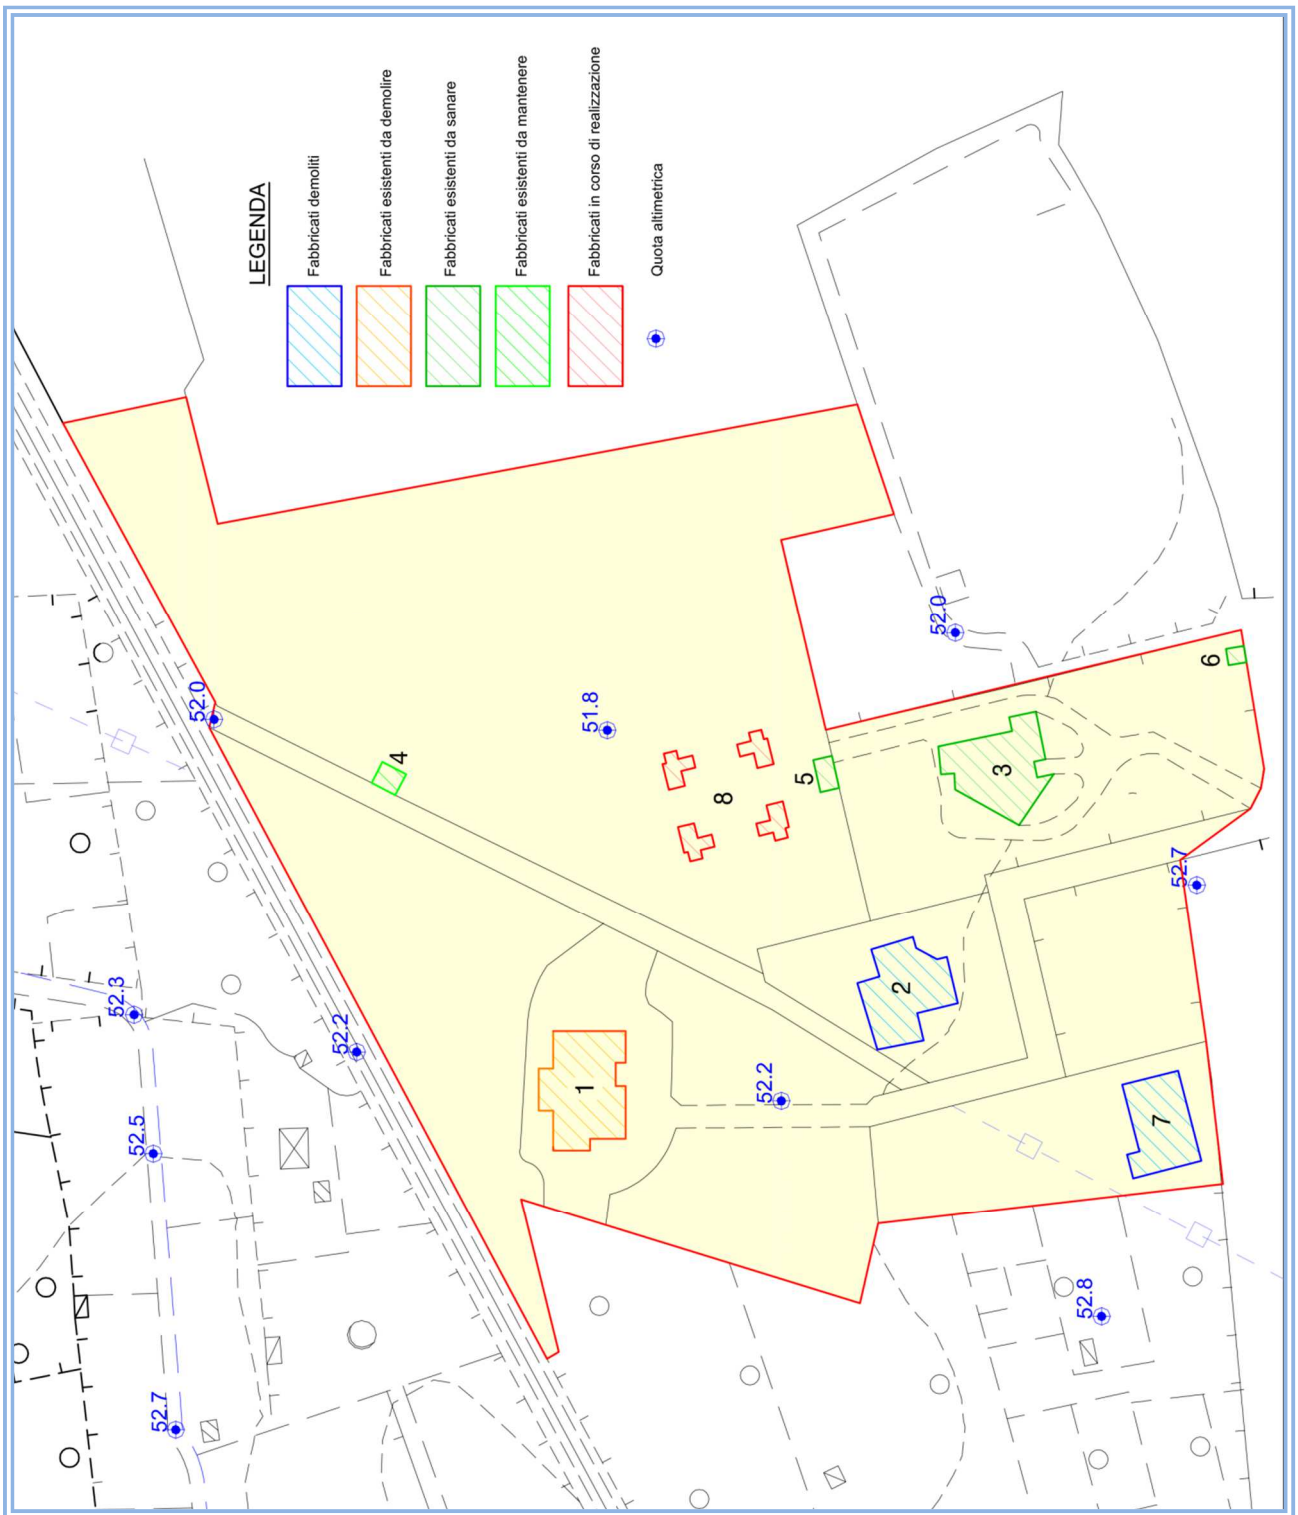 LEGENDA
Fabbricati demoliti
Fabbricati esistenti da demolire
Fabbricati esistenti da sanare
Fabbricati esistenti da mantenere
Fabbricati in corso di realizzazione
Quota altimetrica
52.0
4
51.8
8
5
52.0
6
3
52.7
2
52.3
52.2
1
52.2
7
52.5
52.8
52.7